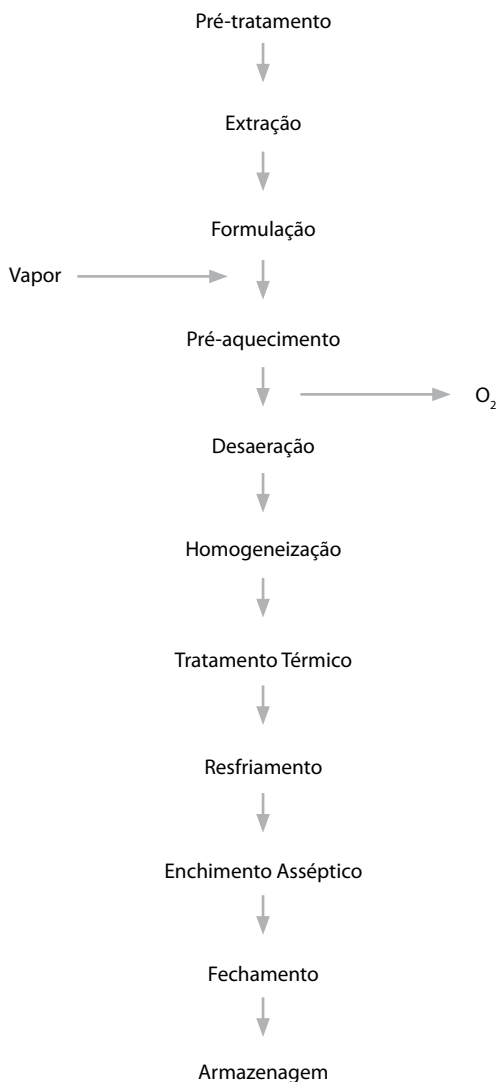 Pré-tratamento
Extração
Formulação
Vapor
Pré-aquecimento
O₂
Desaeração
Homogeneização
Tratamento Térmico
Resfriamento
Enchimento Asséptico
Fechamento
Armazenagem